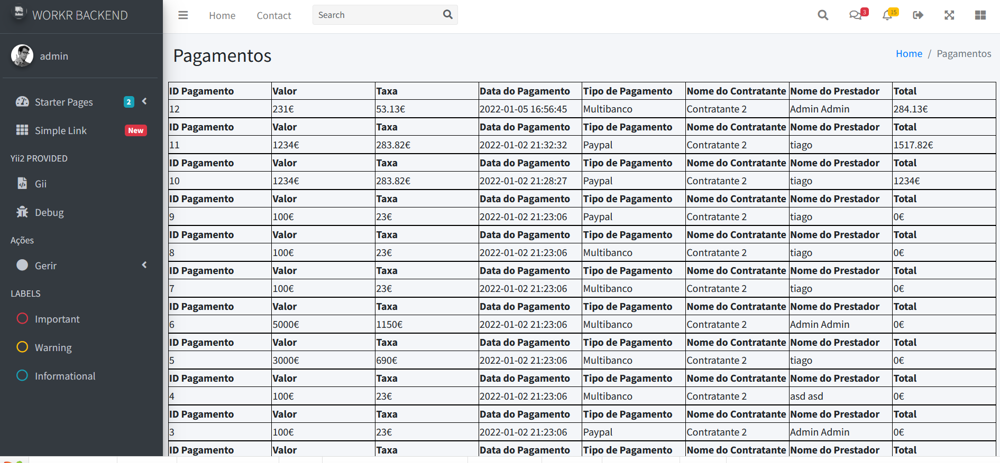 WORKR BACKEND
Home Contact Search 3 15
admin
Pagamentos
Home / Pagamentos
Starter Pages 2
Simple Link New
Yii2 PROVIDED
Gii
Debug
Ações
Gerir
LABELS
Important
Warning
Informational
ID Pagamento Valor Taxa Data do Pagamento Tipo de Pagamento Nome do Contratante Nome do Prestador Total
12 231€ 53.13€ 2022-01-05 16:56:45 Multibanco Contratante 2 Admin Admin 284.13€
ID Pagamento Valor Taxa Data do Pagamento Tipo de Pagamento Nome do Contratante Nome do Prestador Total
11 1234€ 283.82€ 2022-01-02 21:32:32 Paypal Contratante 2 tiago 1517.82€
ID Pagamento Valor Taxa Data do Pagamento Tipo de Pagamento Nome do Contratante Nome do Prestador Total
10 1234€ 283.82€ 2022-01-02 21:28:27 Paypal Contratante 2 tiago 1234€
ID Pagamento Valor Taxa Data do Pagamento Tipo de Pagamento Nome do Contratante Nome do Prestador Total
9 100€ 23€ 2022-01-02 21:23:06 Paypal Contratante 2 tiago 0€
ID Pagamento Valor Taxa Data do Pagamento Tipo de Pagamento Nome do Contratante Nome do Prestador Total
8 100€ 23€ 2022-01-02 21:23:06 Multibanco Contratante 2 tiago 0€
ID Pagamento Valor Taxa Data do Pagamento Tipo de Pagamento Nome do Contratante Nome do Prestador Total
7 100€ 23€ 2022-01-02 21:23:06 Multibanco Contratante 2 tiago 0€
ID Pagamento Valor Taxa Data do Pagamento Tipo de Pagamento Nome do Contratante Nome do Prestador Total
6 5000€ 1150€ 2022-01-02 21:23:06 Multibanco Contratante 2 Admin Admin 0€
ID Pagamento Valor Taxa Data do Pagamento Tipo de Pagamento Nome do Contratante Nome do Prestador Total
5 3000€ 690€ 2022-01-02 21:23:06 Multibanco Contratante 2 tiago 0€
ID Pagamento Valor Taxa Data do Pagamento Tipo de Pagamento Nome do Contratante Nome do Prestador Total
4 100€ 23€ 2022-01-02 21:23:06 Multibanco Contratante 2 asd asd 0€
ID Pagamento Valor Taxa Data do Pagamento Tipo de Pagamento Nome do Contratante Nome do Prestador Total
3 100€ 23€ 2022-01-02 21:23:06 Paypal Contratante 2 Admin Admin 0€
ID Pagamento Valor Taxa Data do Pagamento Tipo de Pagamento Nome do Contratante Nome do Prestador Total